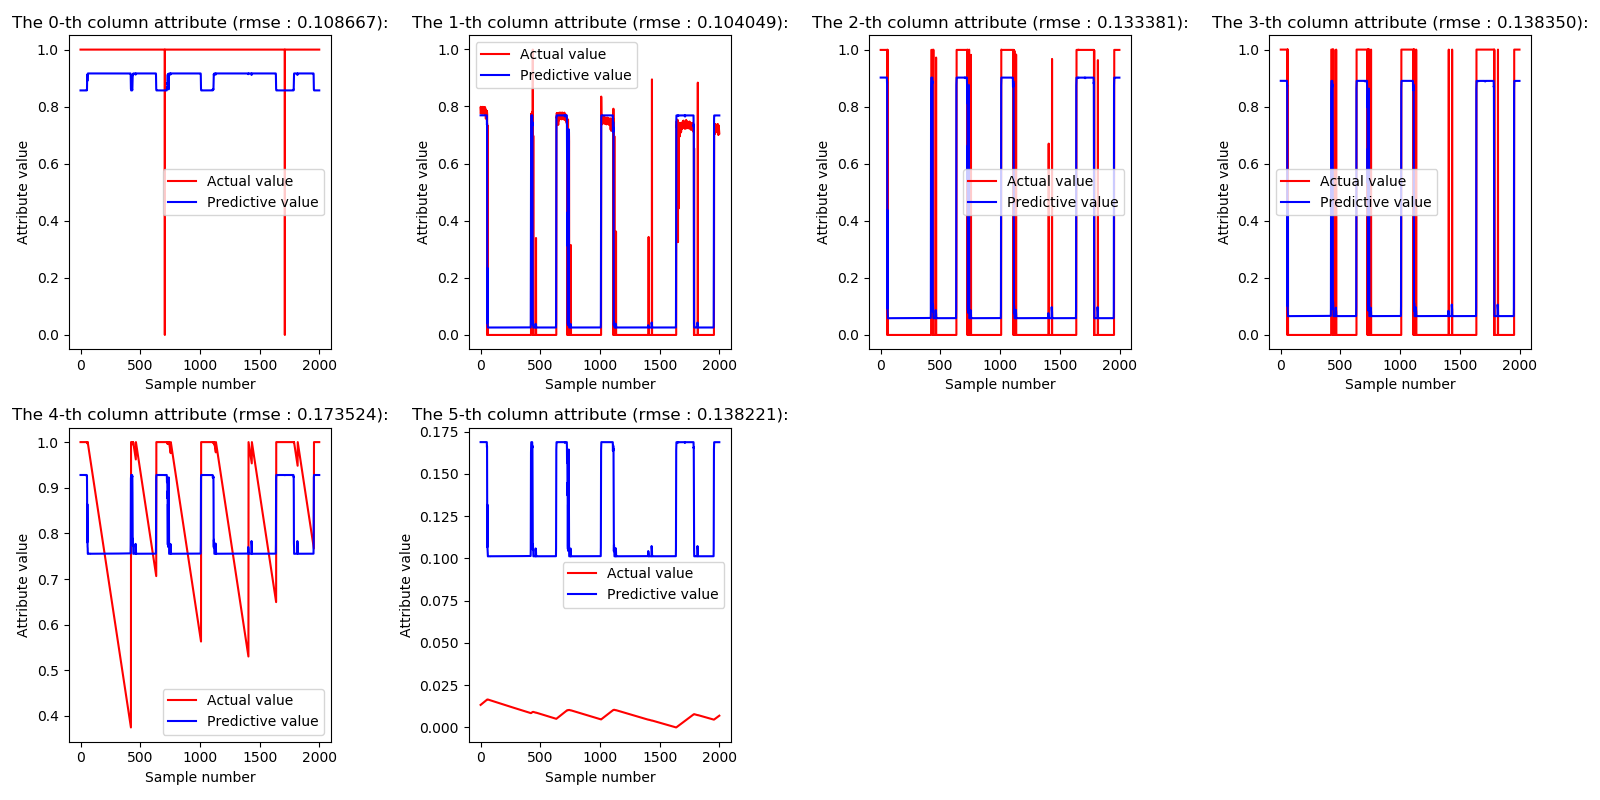 The 0-th column attribute (rmse : 0.108667):
1.0
0.8
0.6
0.4
0.2
0.0
Attribute value
Actual value
Predictive value
0 500 1000 1500 2000
Sample number
The 1-th column attribute (rmse : 0.104049):
1.0
0.8
0.6
0.4
0.2
0.0
Attribute value
Actual value
Predictive value
0 500 1000 1500 2000
Sample number
The 2-th column attribute (rmse : 0.133381):
1.0
0.8
0.6
0.4
0.2
0.0
Attribute value
Actual value
Predictive value
0 500 1000 1500 2000
Sample number
The 3-th column attribute (rmse : 0.138350):
1.0
0.8
0.6
0.4
0.2
0.0
Attribute value
Actual value
Predictive value
0 500 1000 1500 2000
Sample number
The 4-th column attribute (rmse : 0.173524):
1.0
0.9
0.8
0.7
0.6
0.5
0.4
Attribute value
Actual value
Predictive value
0 500 1000 1500 2000
Sample number
The 5-th column attribute (rmse : 0.138221):
0.175
0.150
0.125
0.100
0.075
0.050
0.025
0.000
Attribute value
Actual value
Predictive value
0 500 1000 1500 2000
Sample number